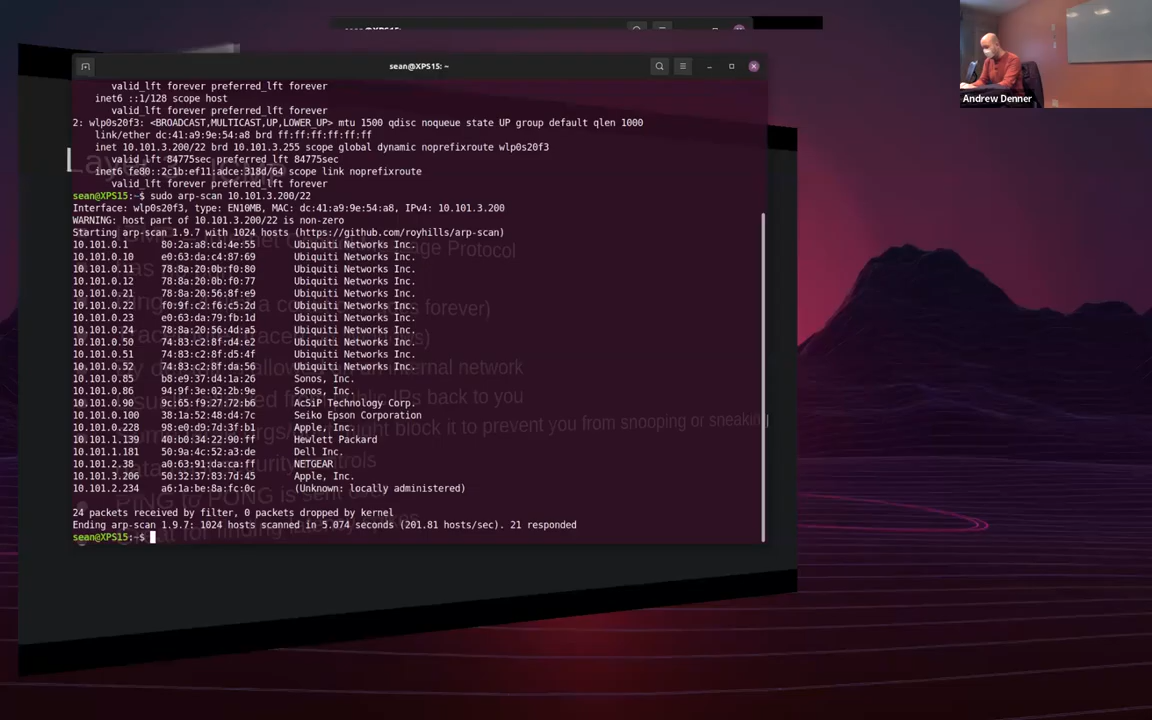 sean@XPS15: ~
valid_lft forever preferred_lft forever
inet6 ::1/128 scope host
valid_lft forever preferred_lft forever
2: wlp0s20f3: <BROADCAST,MULTICAST,UP,LOWER_UP> mtu 1500 qdisc noqueue state UP group default qlen 1000
link/ether dc:41:a9:9e:54:a8 brd ff:ff:ff:ff:ff:ff
inet 10.101.3.200/22 brd 10.101.3.255 scope global dynamic noprefixroute wlp0s20f3
valid_lft 84775sec preferred_lft 84775sec
inet6 fe80::2c1b:ef11:adce:318d/64 scope link noprefixroute
valid_lft forever preferred_lft forever
sean@XPS15:~$ sudo arp-scan 10.101.3.200/22
Interface: wlp0s20f3, type: EN10MB, MAC: dc:41:a9:9e:54:a8, IPv4: 10.101.3.200
WARNING: host part of 10.101.3.200/22 is non-zero
Starting arp-scan 1.9.7 with 1024 hosts (https://github.com/royhills/arp-scan)
10.101.0.1 80:2a:a8:cd:4e:55 Ubiquiti Networks Inc.
10.101.0.10 e0:63:da:c4:87:69 Ubiquiti Networks Inc.
10.101.0.11 78:8a:20:0b:f0:80 Ubiquiti Networks Inc.
10.101.0.12 78:8a:20:0b:f0:77 Ubiquiti Networks Inc.
10.101.0.21 78:8a:20:56:8f:e9 Ubiquiti Networks Inc.
10.101.0.22 f0:9f:c2:f6:c5:2d Ubiquiti Networks Inc.
10.101.0.23 e0:63:da:79:fb:1d Ubiquiti Networks Inc.
10.101.0.24 78:8a:20:56:4d:a5 Ubiquiti Networks Inc.
10.101.0.50 74:83:c2:8f:d4:e2 Ubiquiti Networks Inc.
10.101.0.51 74:83:c2:8f:d5:4f Ubiquiti Networks Inc.
10.101.0.52 74:83:c2:8f:da:56 Ubiquiti Networks Inc.
10.101.0.85 b8:e9:37:d4:1a:26 Sonos, Inc.
10.101.0.86 94:9f:3e:02:2b:9e Sonos, Inc.
10.101.0.90 9c:65:f9:27:72:b6 AcSiP Technology Corp.
10.101.0.100 38:1a:52:48:d4:7c Seiko Epson Corporation
10.101.0.228 98:e0:d9:7d:3f:b1 Apple, Inc.
10.101.1.139 40:b0:34:22:90:ff Hewlett Packard
10.101.1.181 50:9a:4c:52:a3:de Dell Inc.
10.101.2.38 a0:63:91:da:ca:ff NETGEAR
10.101.3.206 50:32:37:83:7d:45 Apple, Inc.
10.101.2.234 a6:1a:be:8a:fc:0c (Unknown: locally administered)
24 packets received by filter, 0 packets dropped by kernel
Ending arp-scan 1.9.7: 1024 hosts scanned in 5.074 seconds (201.81 hosts/sec). 21 responded
sean@XPS15:~$
Andrew Denner